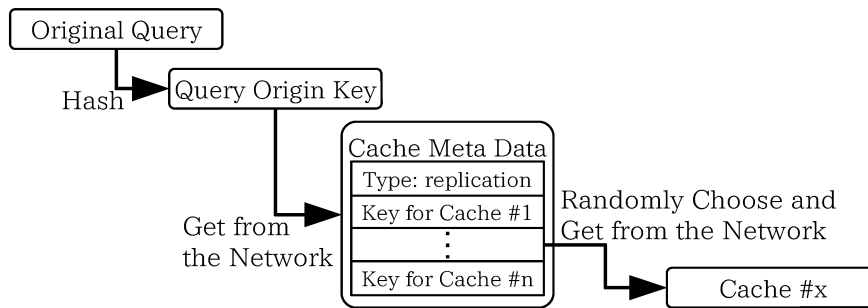 Original Query
Hash
Query Origin Key
Cache Meta Data
Type: replication
Key for Cache #1
⋮
Key for Cache #n
Get from
the Network
Randomly Choose and
Get from the Network
Cache #x